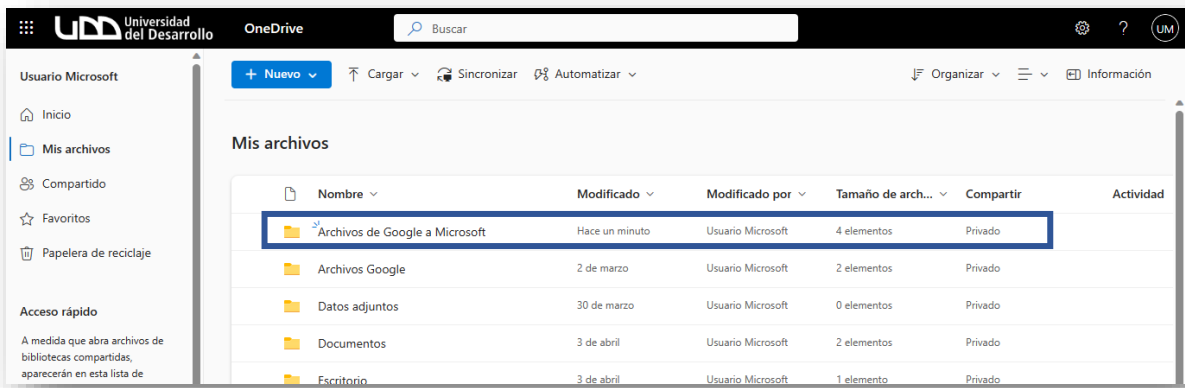 UDD Universidad del Desarrollo
OneDrive
Buscar
?
UM
Usuario Microsoft
Inicio
Mis archivos
Compartido
Favoritos
Papelera de reciclaje
Acceso rápido
A medida que abra archivos de
bibliotecas compartidas,
aparecerán en esta lista de
+ Nuevo
Cargar
Sincronizar
Automatizar
Organizar
Información
Mis archivos
Nombre Modificado Modificado por Tamaño de arch... Compartir Actividad
Archivos de Google a Microsoft Hace un minuto Usuario Microsoft 4 elementos Privado
Archivos Google 2 de marzo Usuario Microsoft 2 elementos Privado
Datos adjuntos 30 de marzo Usuario Microsoft 0 elementos Privado
Documentos 3 de abril Usuario Microsoft 2 elementos Privado
Escritorio 3 de abril Usuario Microsoft 1 elemento Privado